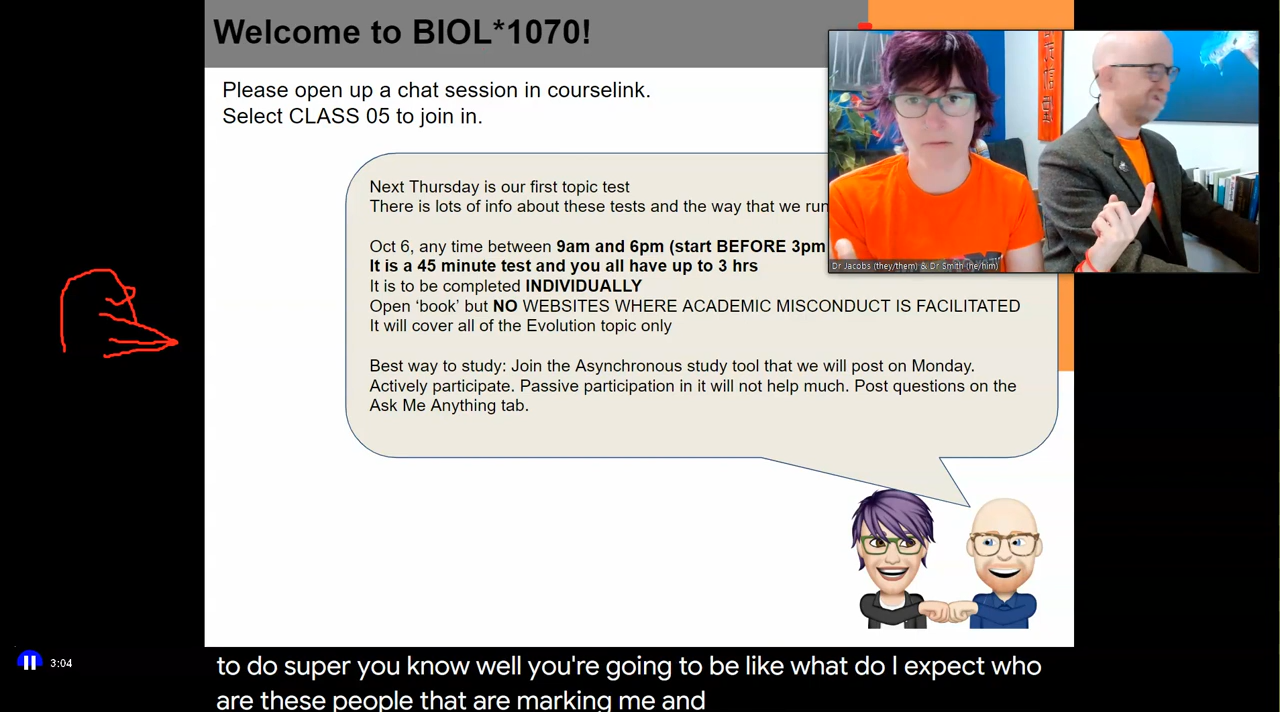 Welcome to BIOL*1070!
Please open up a chat session in courselink.
Select CLASS 05 to join in.
Next Thursday is our first topic test
There is lots of info about these tests and the way that we run
Oct 6, any time between 9am and 6pm (start BEFORE 3pm
It is a 45 minute test and you all have up to 3 hrs
It is to be completed INDIVIDUALLY
Open ‘book’ but NO WEBSITES WHERE ACADEMIC MISCONDUCT IS FACILITATED
It will cover all of the Evolution topic only
Best way to study: Join the Asynchronous study tool that we will post on Monday.
Actively participate. Passive participation in it will not help much. Post questions on the
Ask Me Anything tab.
Dr Jacobs (they/them) & Dr Smith (he/him)
3:04
to do super you know well you're going to be like what do I expect who
are these people that are marking me and